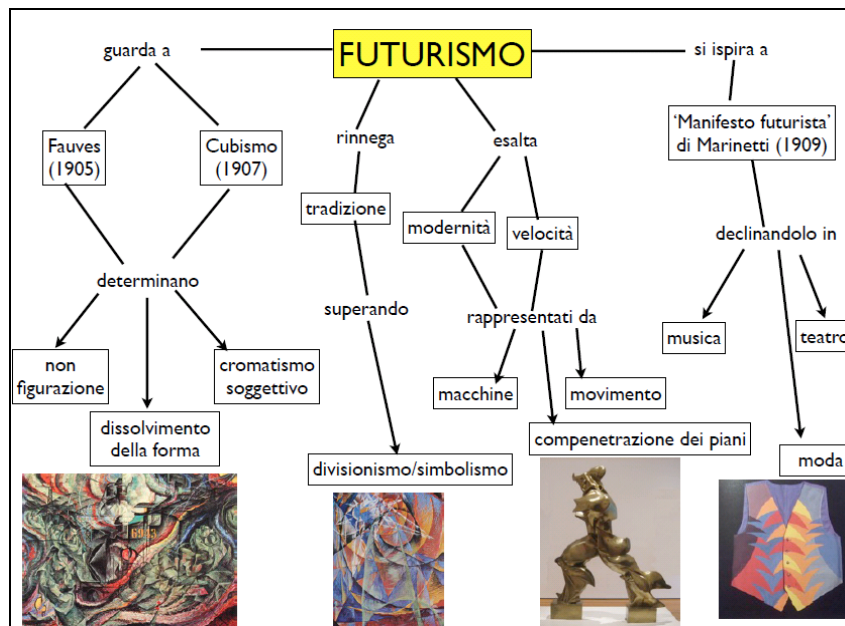 FUTURISMO
guarda a
Fauves
(1905)
Cubismo
(1907)
determinano
non
figurazione
dissolvimento
della forma
cromatismo
soggettivo
rinnega
tradizione
superando
divisionismo/simbolismo
esalta
modernità
velocità
rappresentati da
macchine
movimento
compenetrazione dei piani
si ispira a
'Manifesto futurista'
di Marinetti (1909)
declinandolo in
musica
teatro
moda
6943